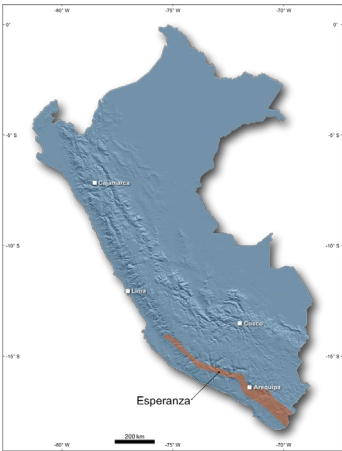 -80° W -75° W -70° W
0° 0°
-5° S -5° S
Cajamarca
-10° S -10° S
Lima
Cusco
-15° S -15° S
Arequipa
Esperanza
200 km
-80° W -75° W -70° W